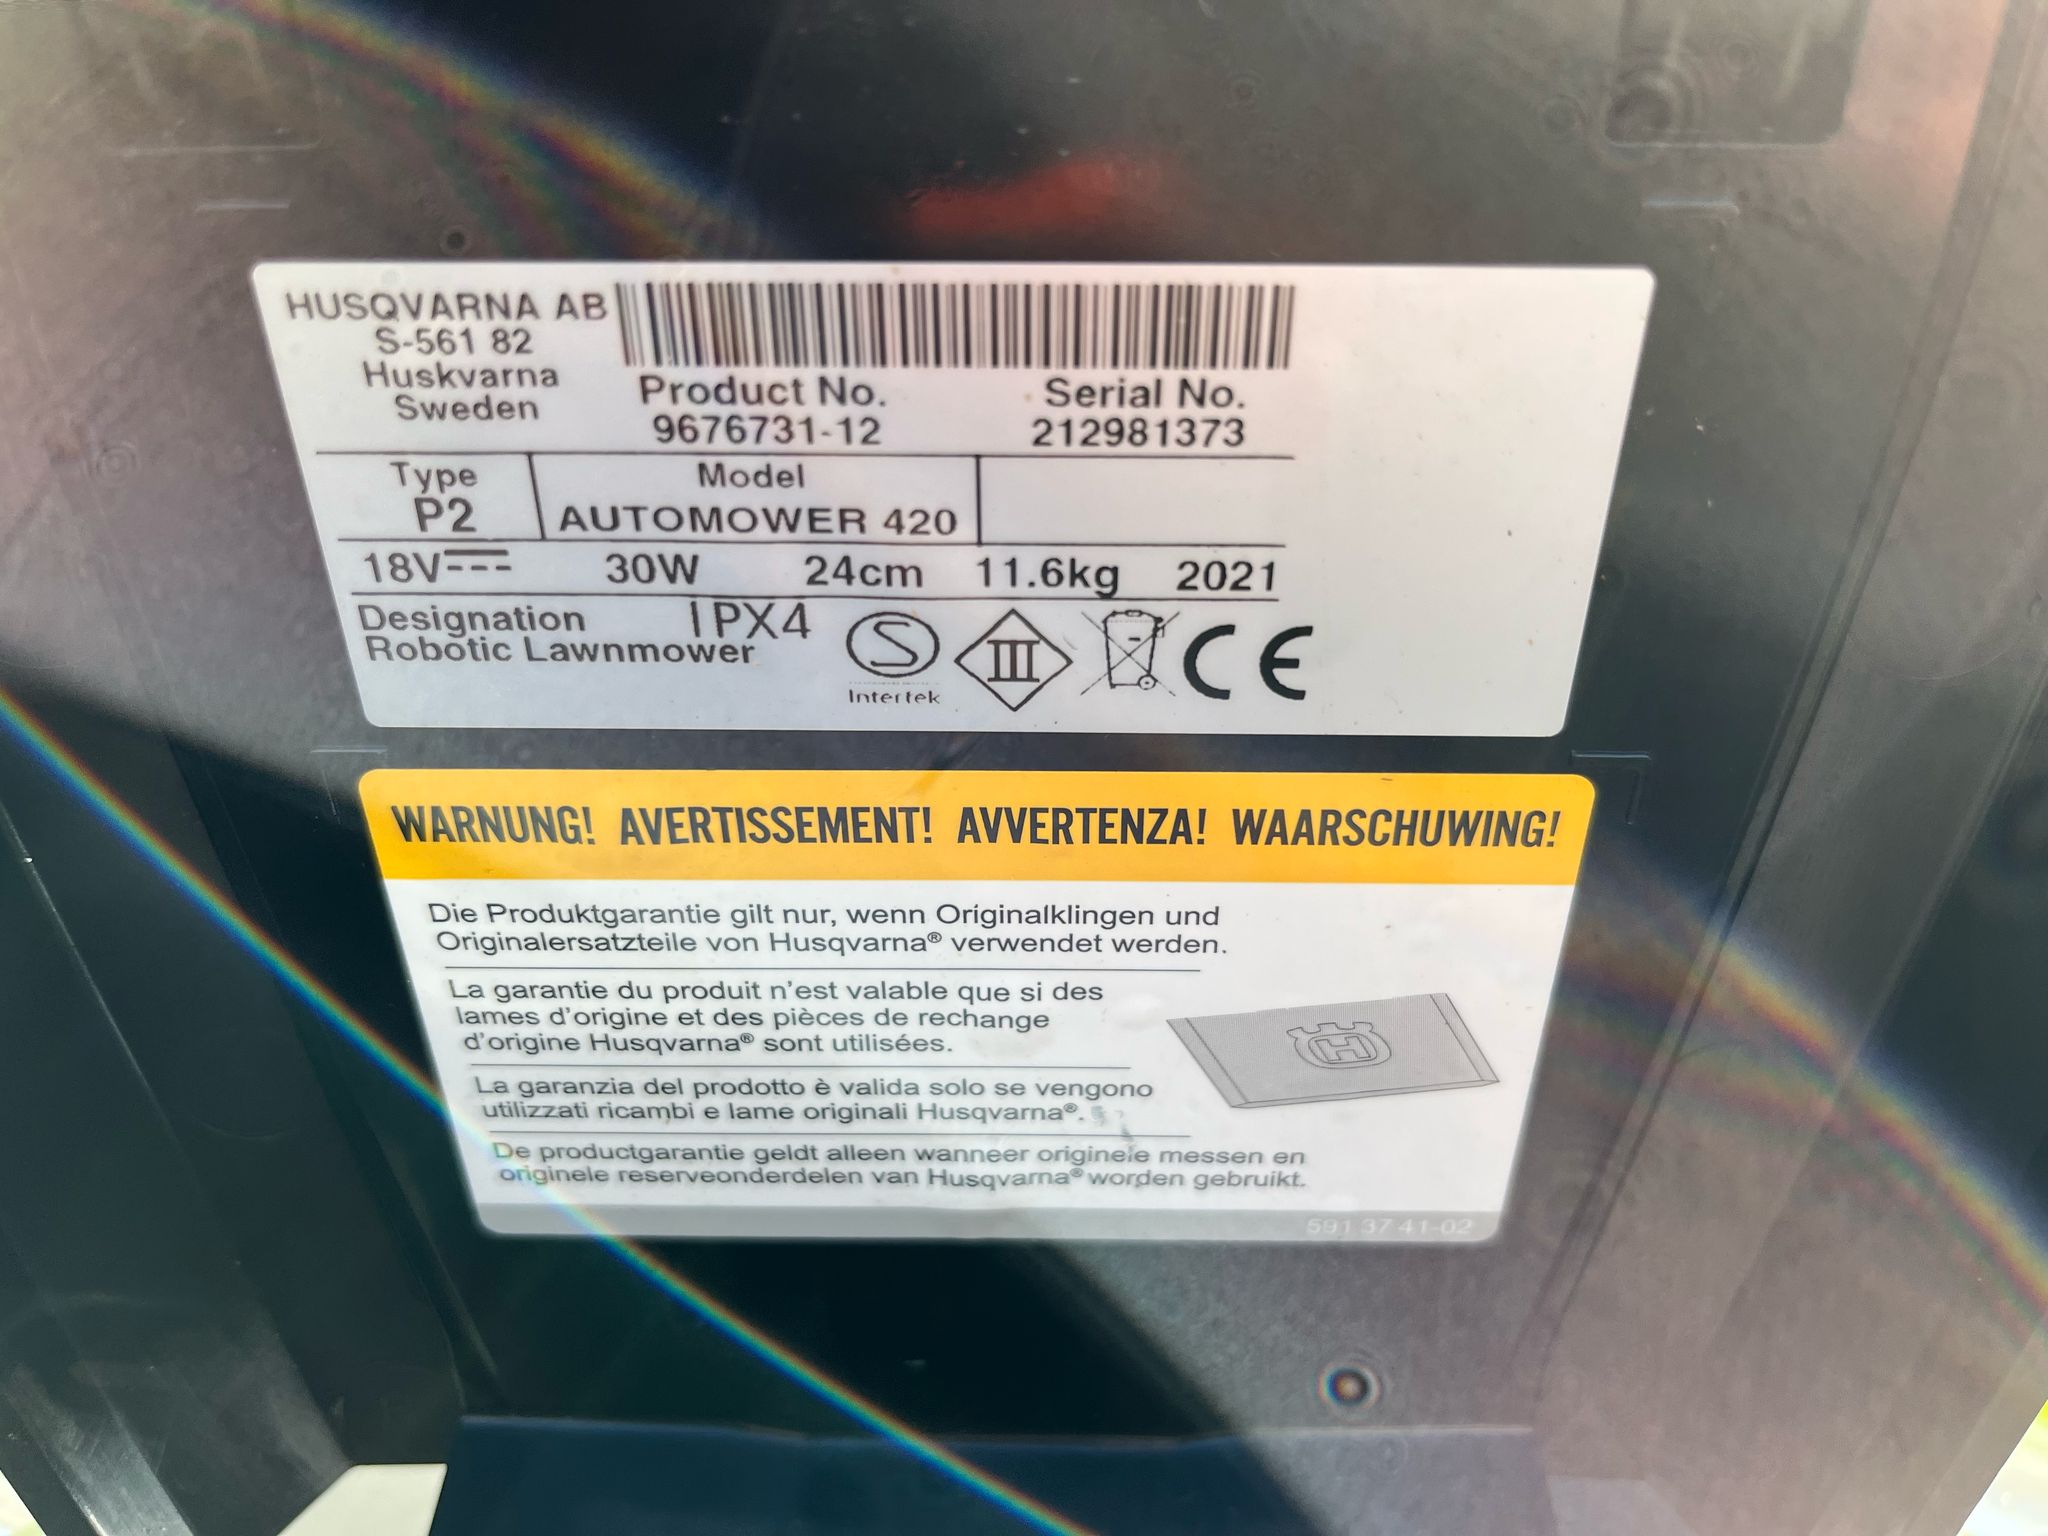 HUSQVARNA AB
S-561 82
Huskvarna
Sweden
Product No. Serial No.
9676731-12 212981373
Type Model
P2 AUTOMOWER 420
18V 30W 24cm 11.6kg 2021
Designation IPX4
Robotic Lawnmower
S
Intertek
III
CE
WARNUNG! AVERTISSEMENT! AVVERTENZA! WAARSCHUWING!
Die Produktgarantie gilt nur, wenn Originalklingen und
Originalersatzteile von Husqvarna® verwendet werden.
La garantie du produit n'est valable que si des
lames d'origine et des pièces de rechange
d'origine Husqvarna® sont utilisées.
La garanzia del prodotto è valida solo se vengono
utilizzati ricambi e lame originali Husqvarna®.
De productgarantie geldt alleen wanneer originele messen en
originele reserveonderdelen van Husqvarna® worden gebruikt.
H
591 37 41-02